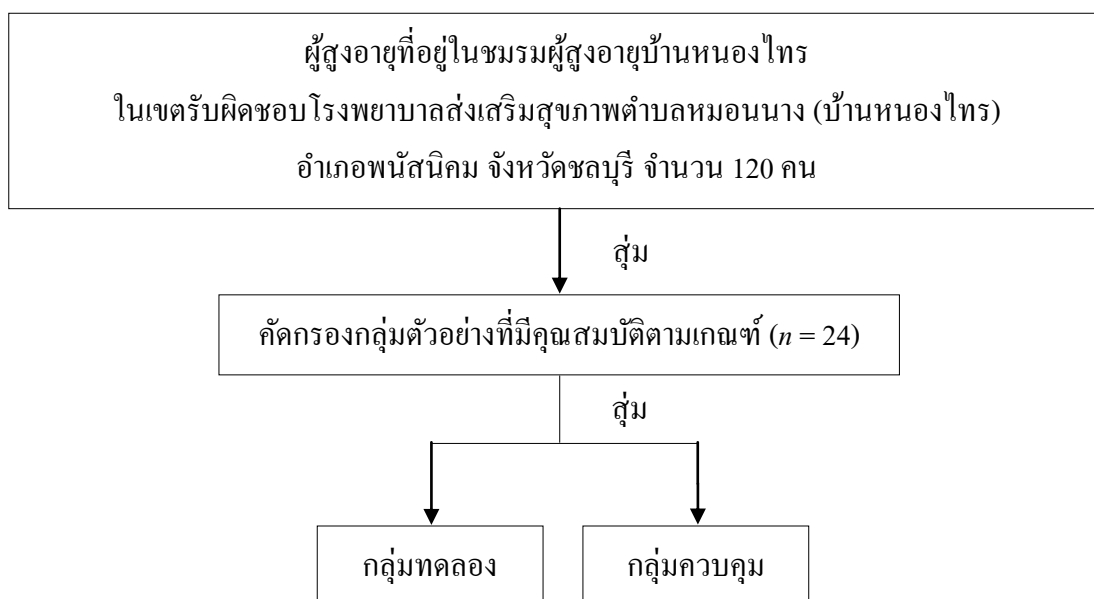 ผู้สูงอายุที่อยู่ในชมรมผู้สูงอายุบ้านหนองไทร
ในเขตรับผิดชอบโรงพยาบาลส่งเสริมสุขภาพตำบลหมอนนาง (บ้านหนองไทร)
อำเภอพนัสนิคม จังหวัดชลบุรี จำนวน 120 คน
สุ่ม
คัดกรองกลุ่มตัวอย่างที่มีคุณสมบัติตามเกณฑ์ (n = 24)
สุ่ม
กลุ่มทดลอง
กลุ่มควบคุม